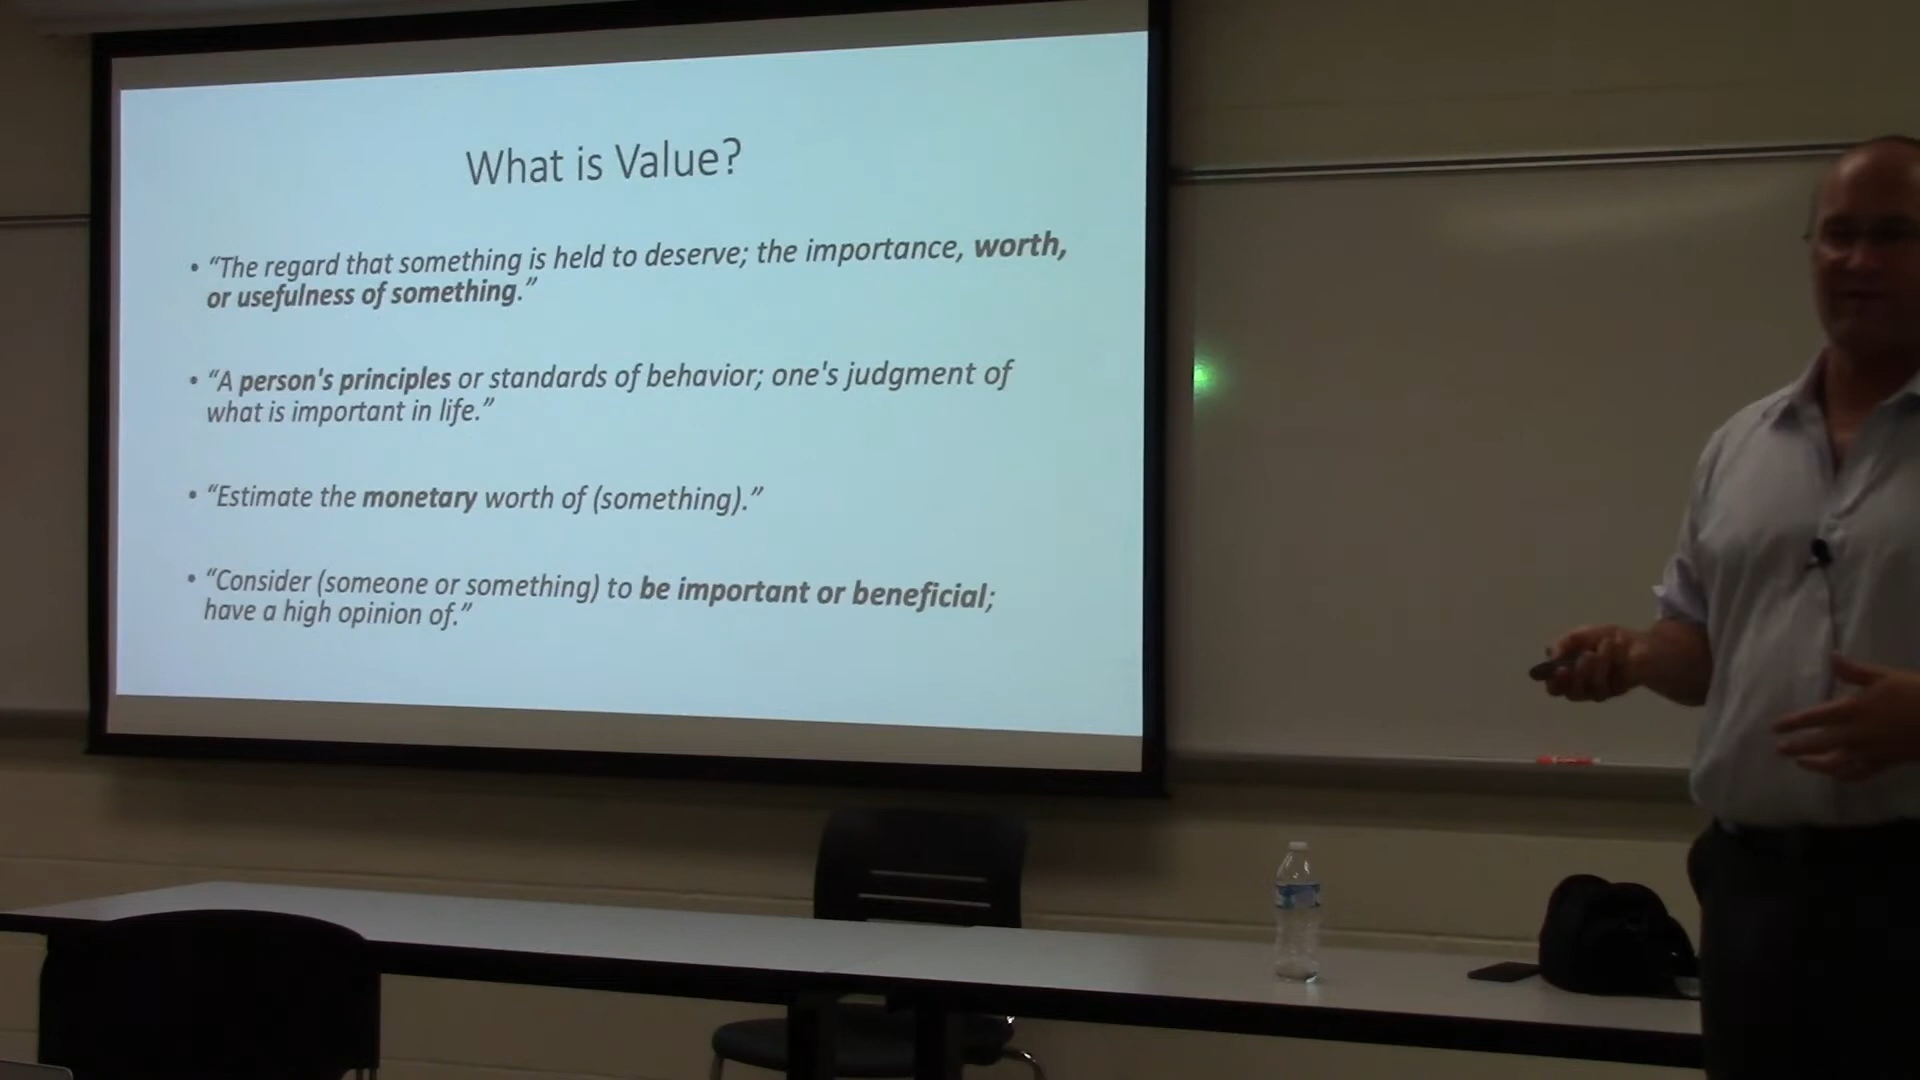 What is Value?
• “The regard that something is held to deserve; the importance, worth,
or usefulness of something.”
• “A person's principles or standards of behavior; one's judgment of
what is important in life.”
• “Estimate the monetary worth of (something).”
• “Consider (someone or something) to be important or beneficial;
have a high opinion of.”